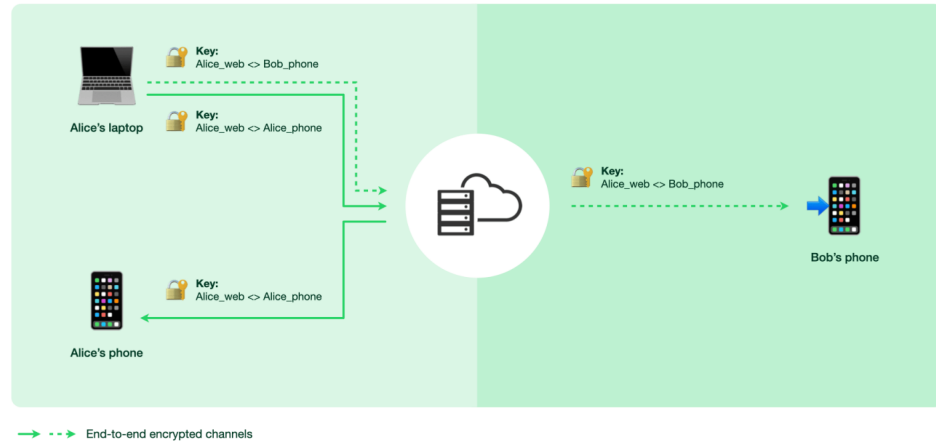 Key:
Alice_web <> Bob_phone
Alice's laptop
Key:
Alice_web <> Alice_phone
Key:
Alice_web <> Bob_phone
Bob's phone
Key:
Alice_web <> Alice_phone
Alice's phone
End-to-end encrypted channels